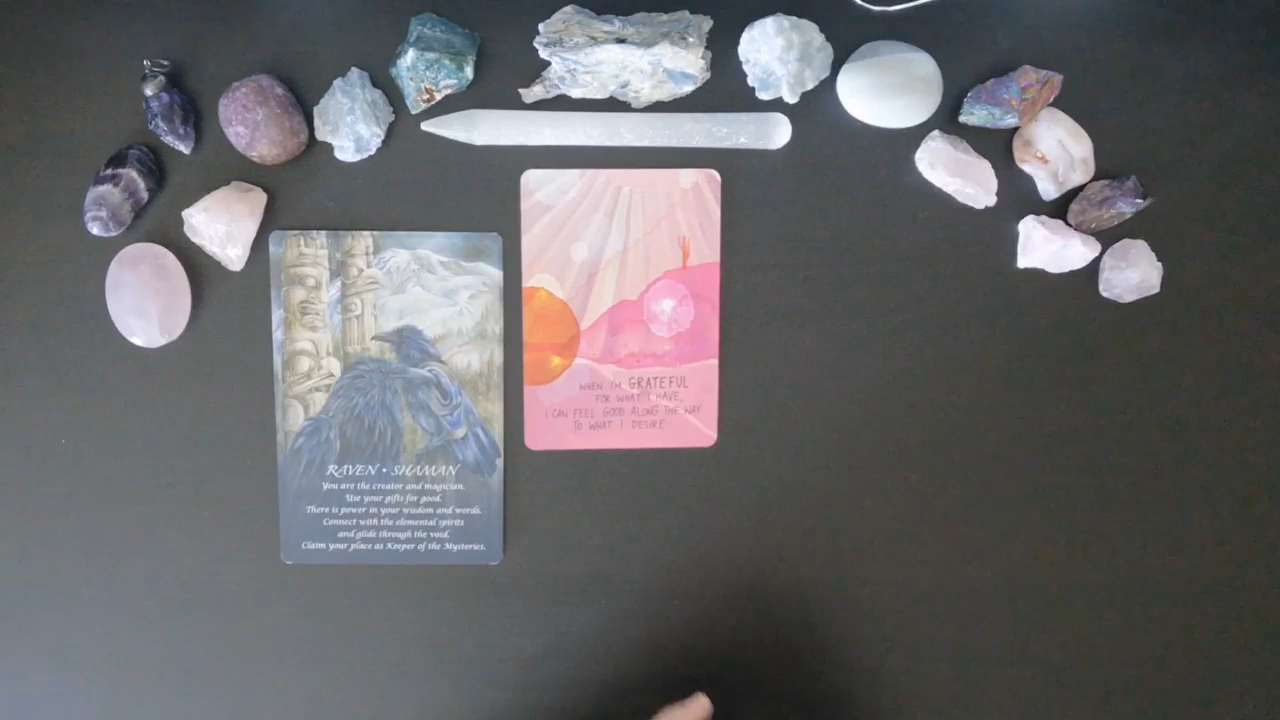 RAVEN • SHAMAN
You are the creator and magician.
Use your gifts for good.
There is power in your wisdom and words.
Connect with the elemental spirits
and glide through the void.
Claim your place as Keeper of the Mysteries.
WHEN I'M GRATEFUL
FOR WHAT I HAVE,
I CAN FEEL GOOD ALONG THE WAY
TO WHAT I DESIRE